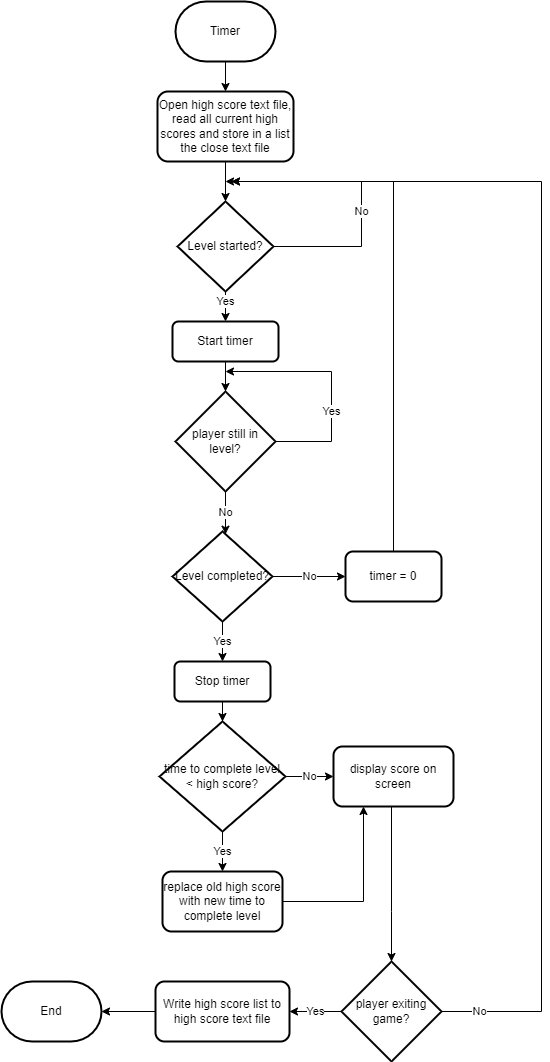 Timer
Open high score text file,
read all current high
scores and store in a list
the close text file
No
Level started?
Yes
Start timer
Yes
player still in
level?
No
Level completed?
No
timer = 0
Yes
Stop timer
time to complete level
< high score?
No
display score on
screen
Yes
replace old high score
with new time to
complete level
End
Write high score list to
high score text file
Yes
player exiting
game?
No